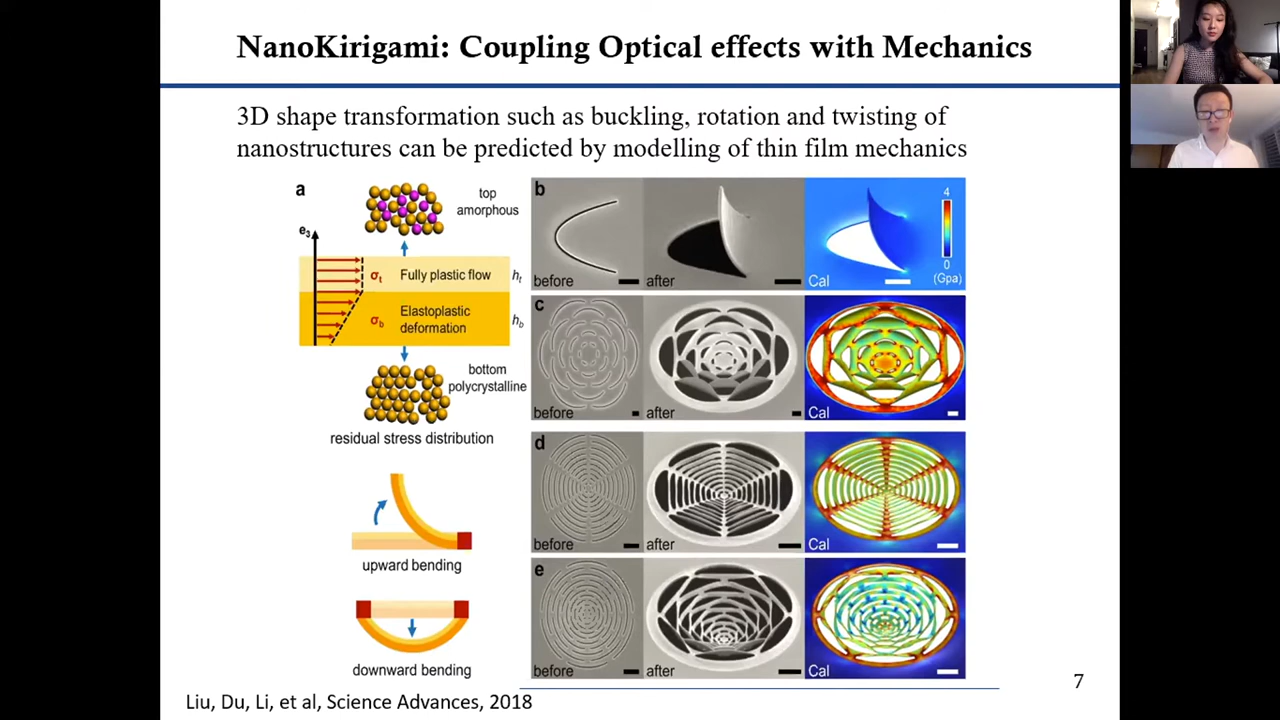 NanoKirigami: Coupling Optical effects with Mechanics
3D shape transformation such as buckling, rotation and twisting of
nanostructures can be predicted by modelling of thin film mechanics
a
top
amorphous
e3
σt
Fully plastic flow
ht
σb
Elastoplastic
deformation
hb
bottom
polycrystalline
residual stress distribution
upward bending
downward bending
b
before
after
Cal
4
0
(Gpa)
c
before
after
Cal
d
before
after
Cal
e
before
after
Cal
7
Liu, Du, Li, et al, Science Advances, 2018